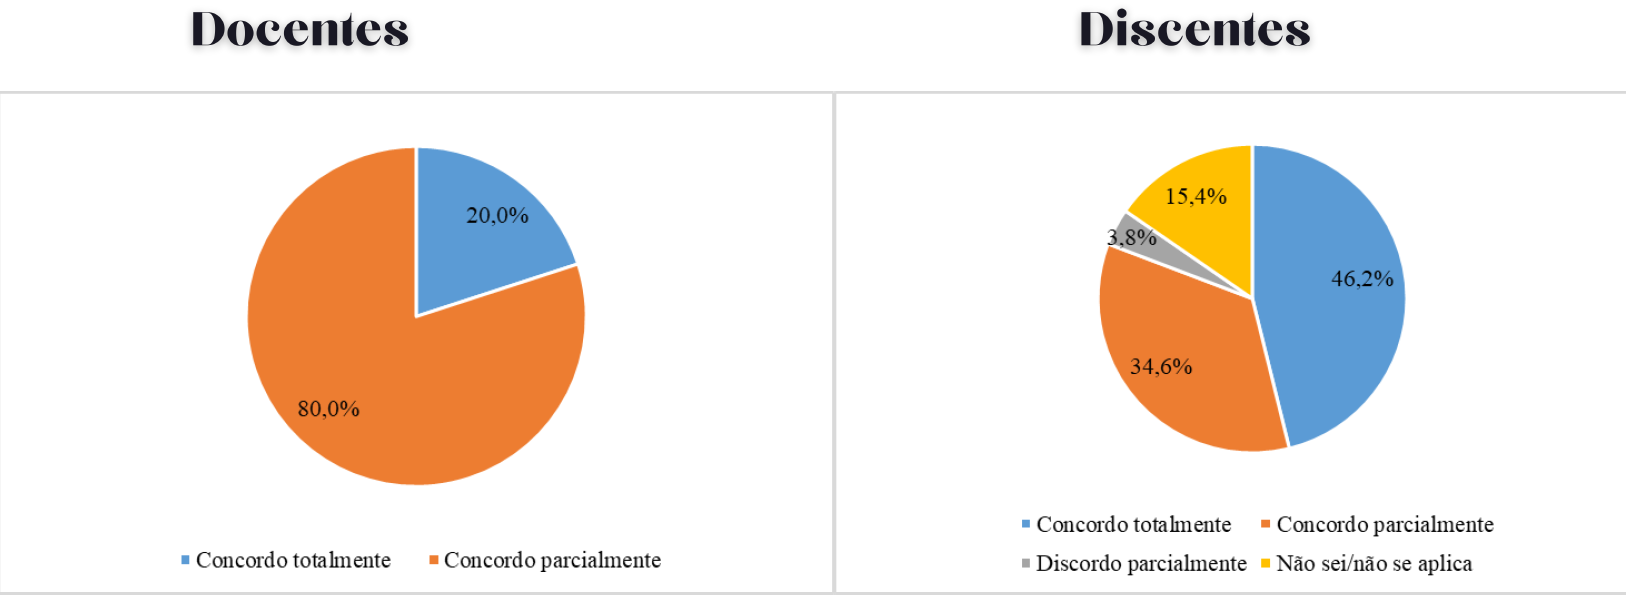 Docentes
Discentes
20,0%
80,0%
Concordo totalmente Concordo parcialmente
15,4%
3,8%
46,2%
34,6%
Concordo totalmente Concordo parcialmente
Discordo parcialmente Não sei/não se aplica